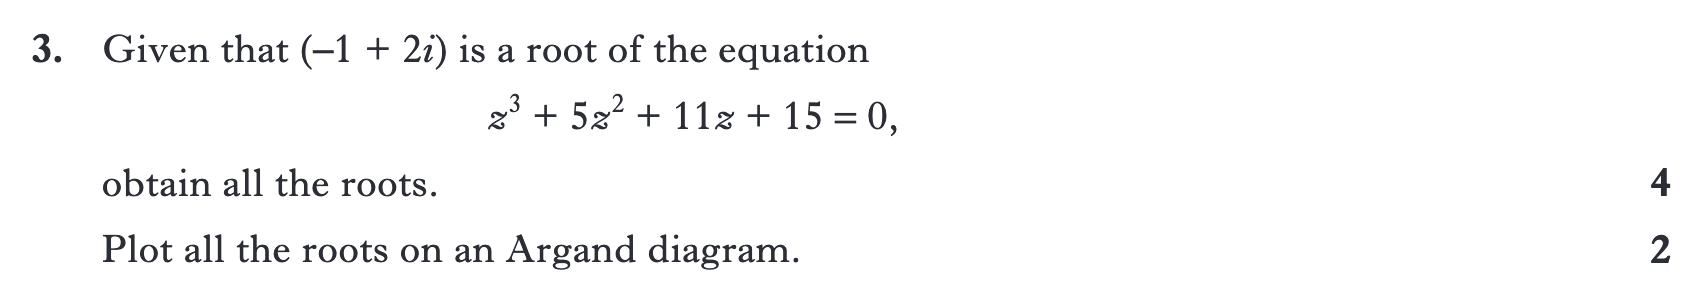 3. Given that (–1 + 2i) is a root of the equation
z³ + 5z² + 11z + 15 = 0,
obtain all the roots. 4
Plot all the roots on an Argand diagram. 2